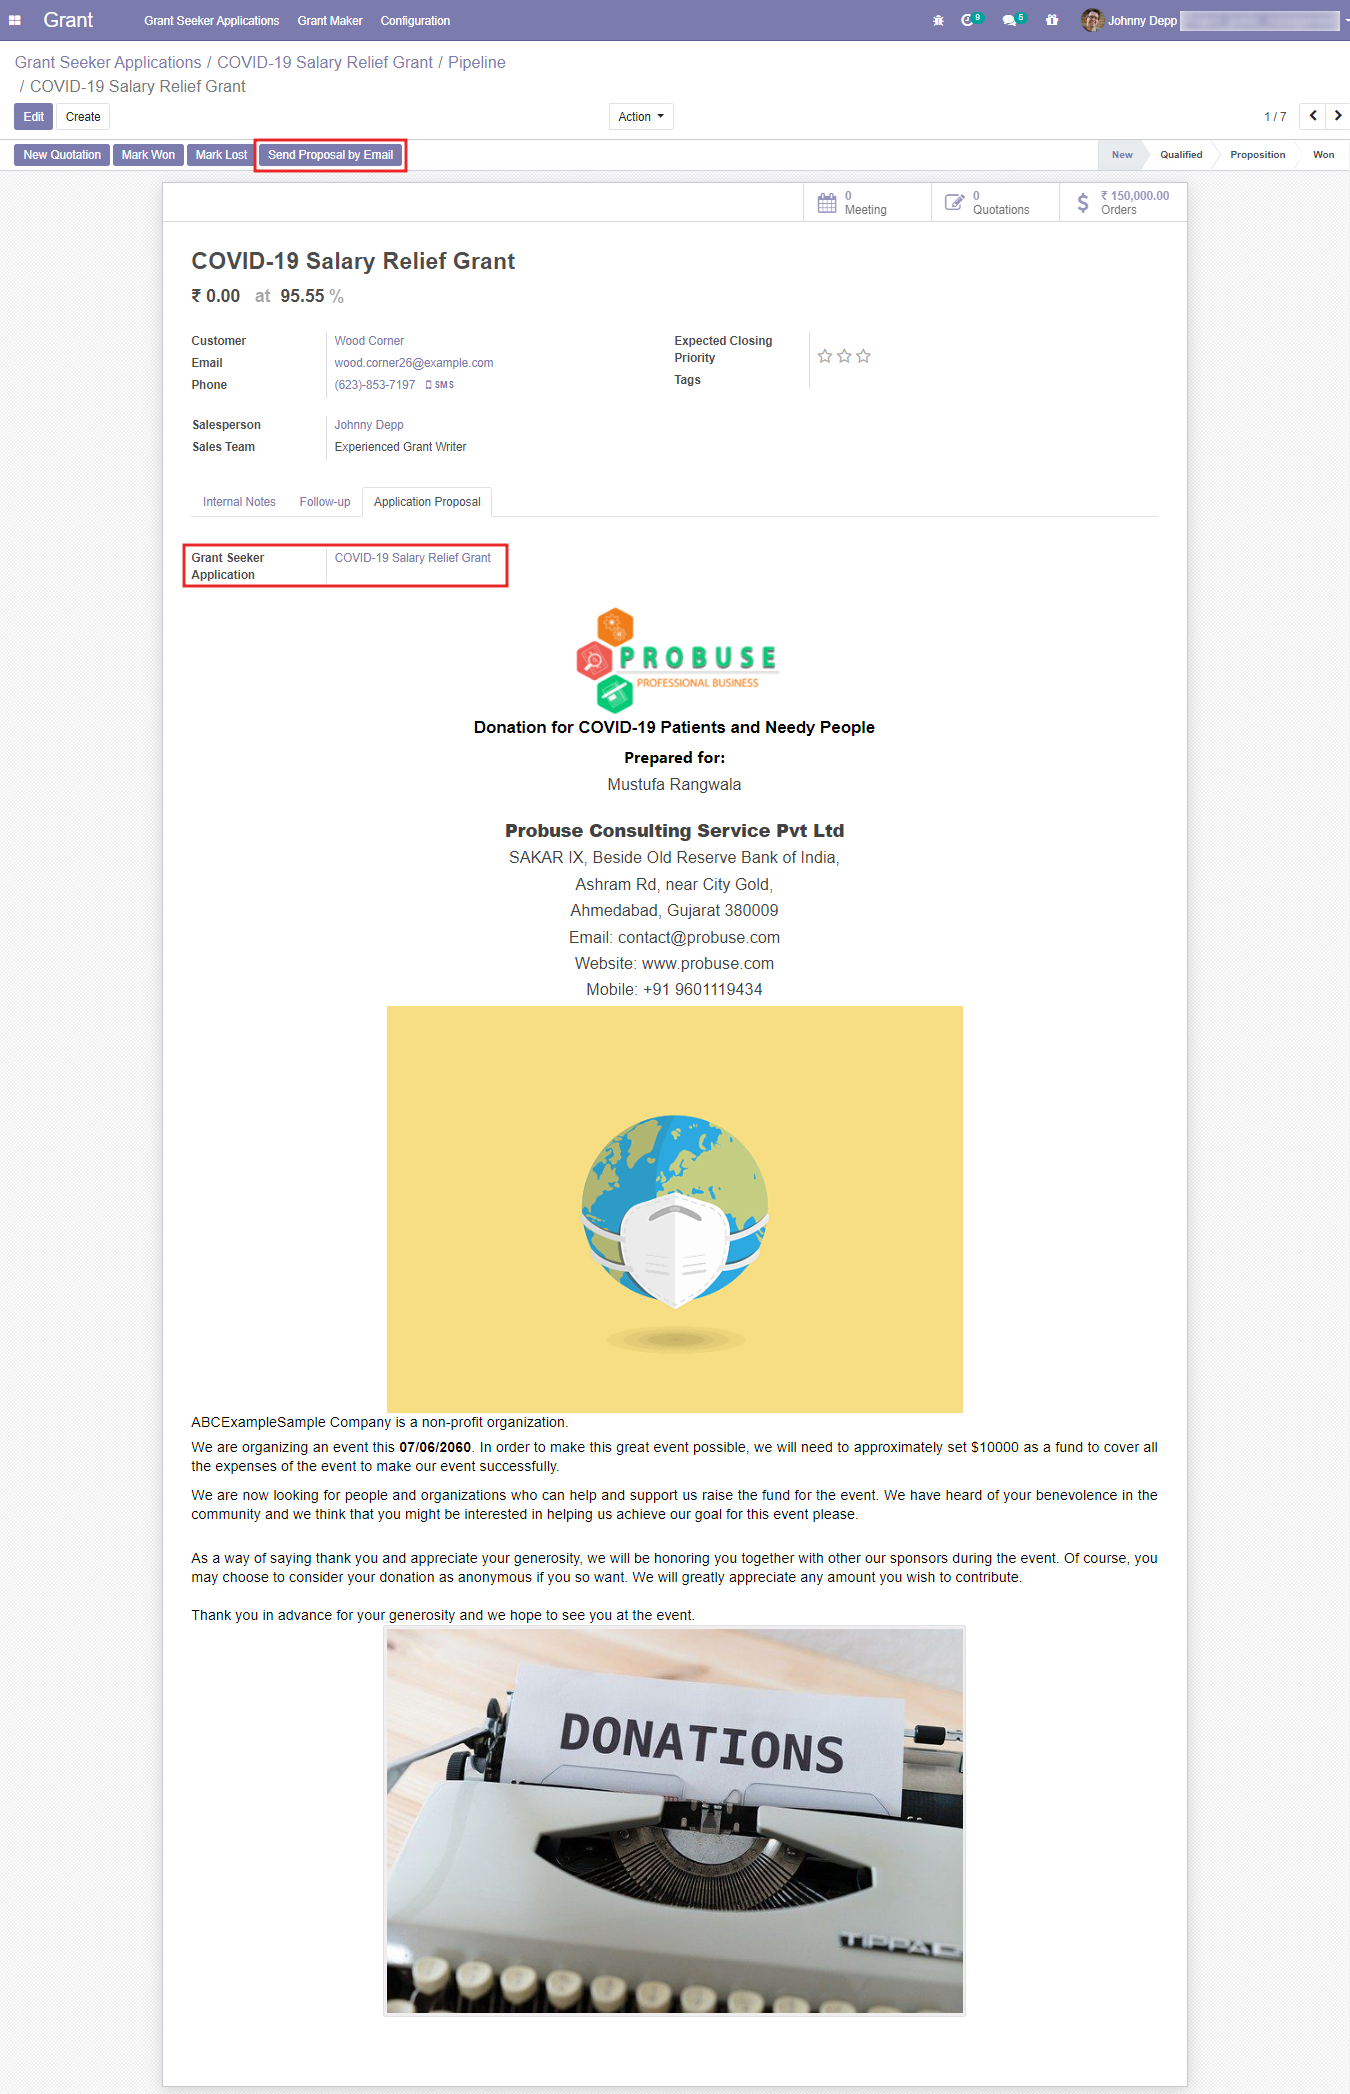 Grant Grant Seeker Applications Grant Maker Configuration 9 5 Johnny Depp
Grant Seeker Applications / COVID-19 Salary Relief Grant / Pipeline
/ COVID-19 Salary Relief Grant
Edit Create Action 1 / 7
New Quotation Mark Won Mark Lost Send Proposal by Email New Qualified Proposition Won
0
Meeting
0
Quotations
₹ 150,000.00
Orders
COVID-19 Salary Relief Grant
₹ 0.00 at 95.55 %
Customer Wood Corner
Email wood.corner26@example.com
Phone (623)-853-7197 SMS
Expected Closing
Priority
Tags
Salesperson Johnny Depp
Sales Team Experienced Grant Writer
Internal Notes Follow-up Application Proposal
Grant Seeker COVID-19 Salary Relief Grant
Application
PROBUSE
PROFESSIONAL BUSINESS
Donation for COVID-19 Patients and Needy People
Prepared for:
Mustufa Rangwala
Probuse Consulting Service Pvt Ltd
SAKAR IX, Beside Old Reserve Bank of India,
Ashram Rd, near City Gold,
Ahmedabad, Gujarat 380009
Email: contact@probuse.com
Website: www.probuse.com
Mobile: +91 9601119434
ABCExampleSample Company is a non-profit organization.
We are organizing an event this 07/06/2060. In order to make this great event possible, we will need to approximately set $10000 as a fund to cover all
the expenses of the event to make our event successfully.
We are now looking for people and organizations who can help and support us raise the fund for the event. We have heard of your benevolence in the
community and we think that you might be interested in helping us achieve our goal for this event please.
As a way of saying thank you and appreciate your generosity, we will be honoring you together with other our sponsors during the event. Of course, you
may choose to consider your donation as anonymous if you so want. We will greatly appreciate any amount you wish to contribute.
Thank you in advance for your generosity and we hope to see you at the event.
DONATIONS